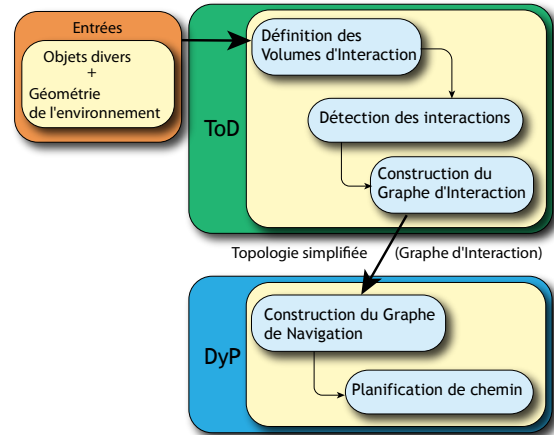 Entrées
Objets divers
+
Géométrie
de l'environnement
ToD
Définition des
Volumes d'Interaction
Détection des interactions
Construction du
Graphe d'Interaction
Topologie simplifiée (Graphe d'Interaction)
DyP
Construction du Graphe
de Navigation
Planification de chemin